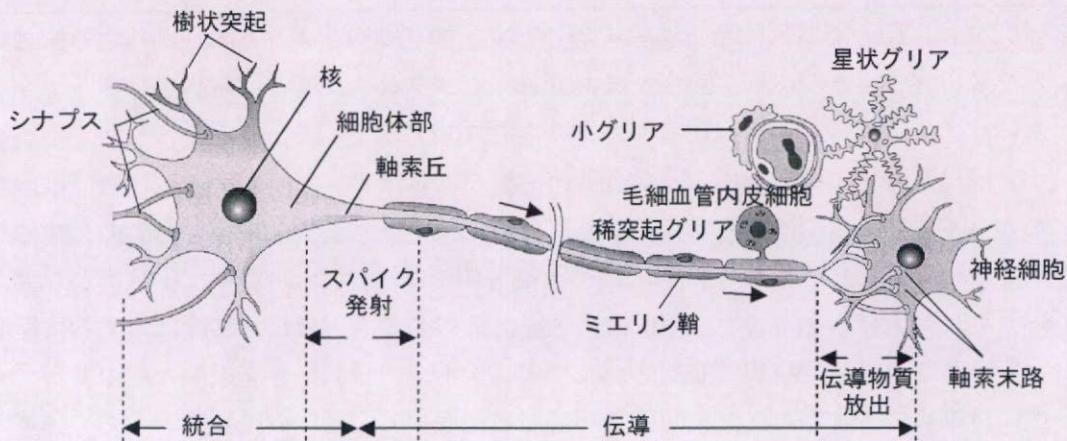 樹状突起
核
シナプス
細胞体部
軸索丘
星状グリア
小グリア
毛細血管内皮細胞
稀突起グリア
神経細胞
スパイク
発射
ミエリン鞘
伝導物質
放出
軸索末路
統合
伝導